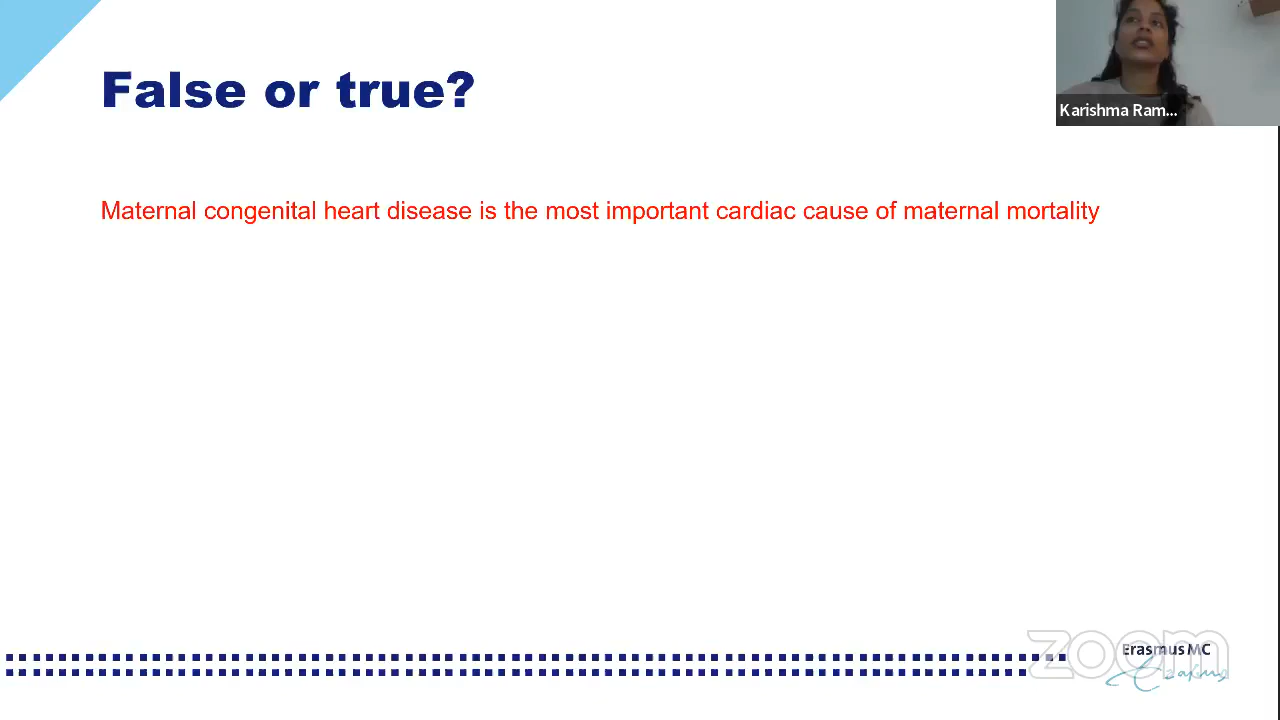 False or true?
Karishma Ram...
Maternal congenital heart disease is the most important cardiac cause of maternal mortality
zoom
Erasmus MC
Erasmus